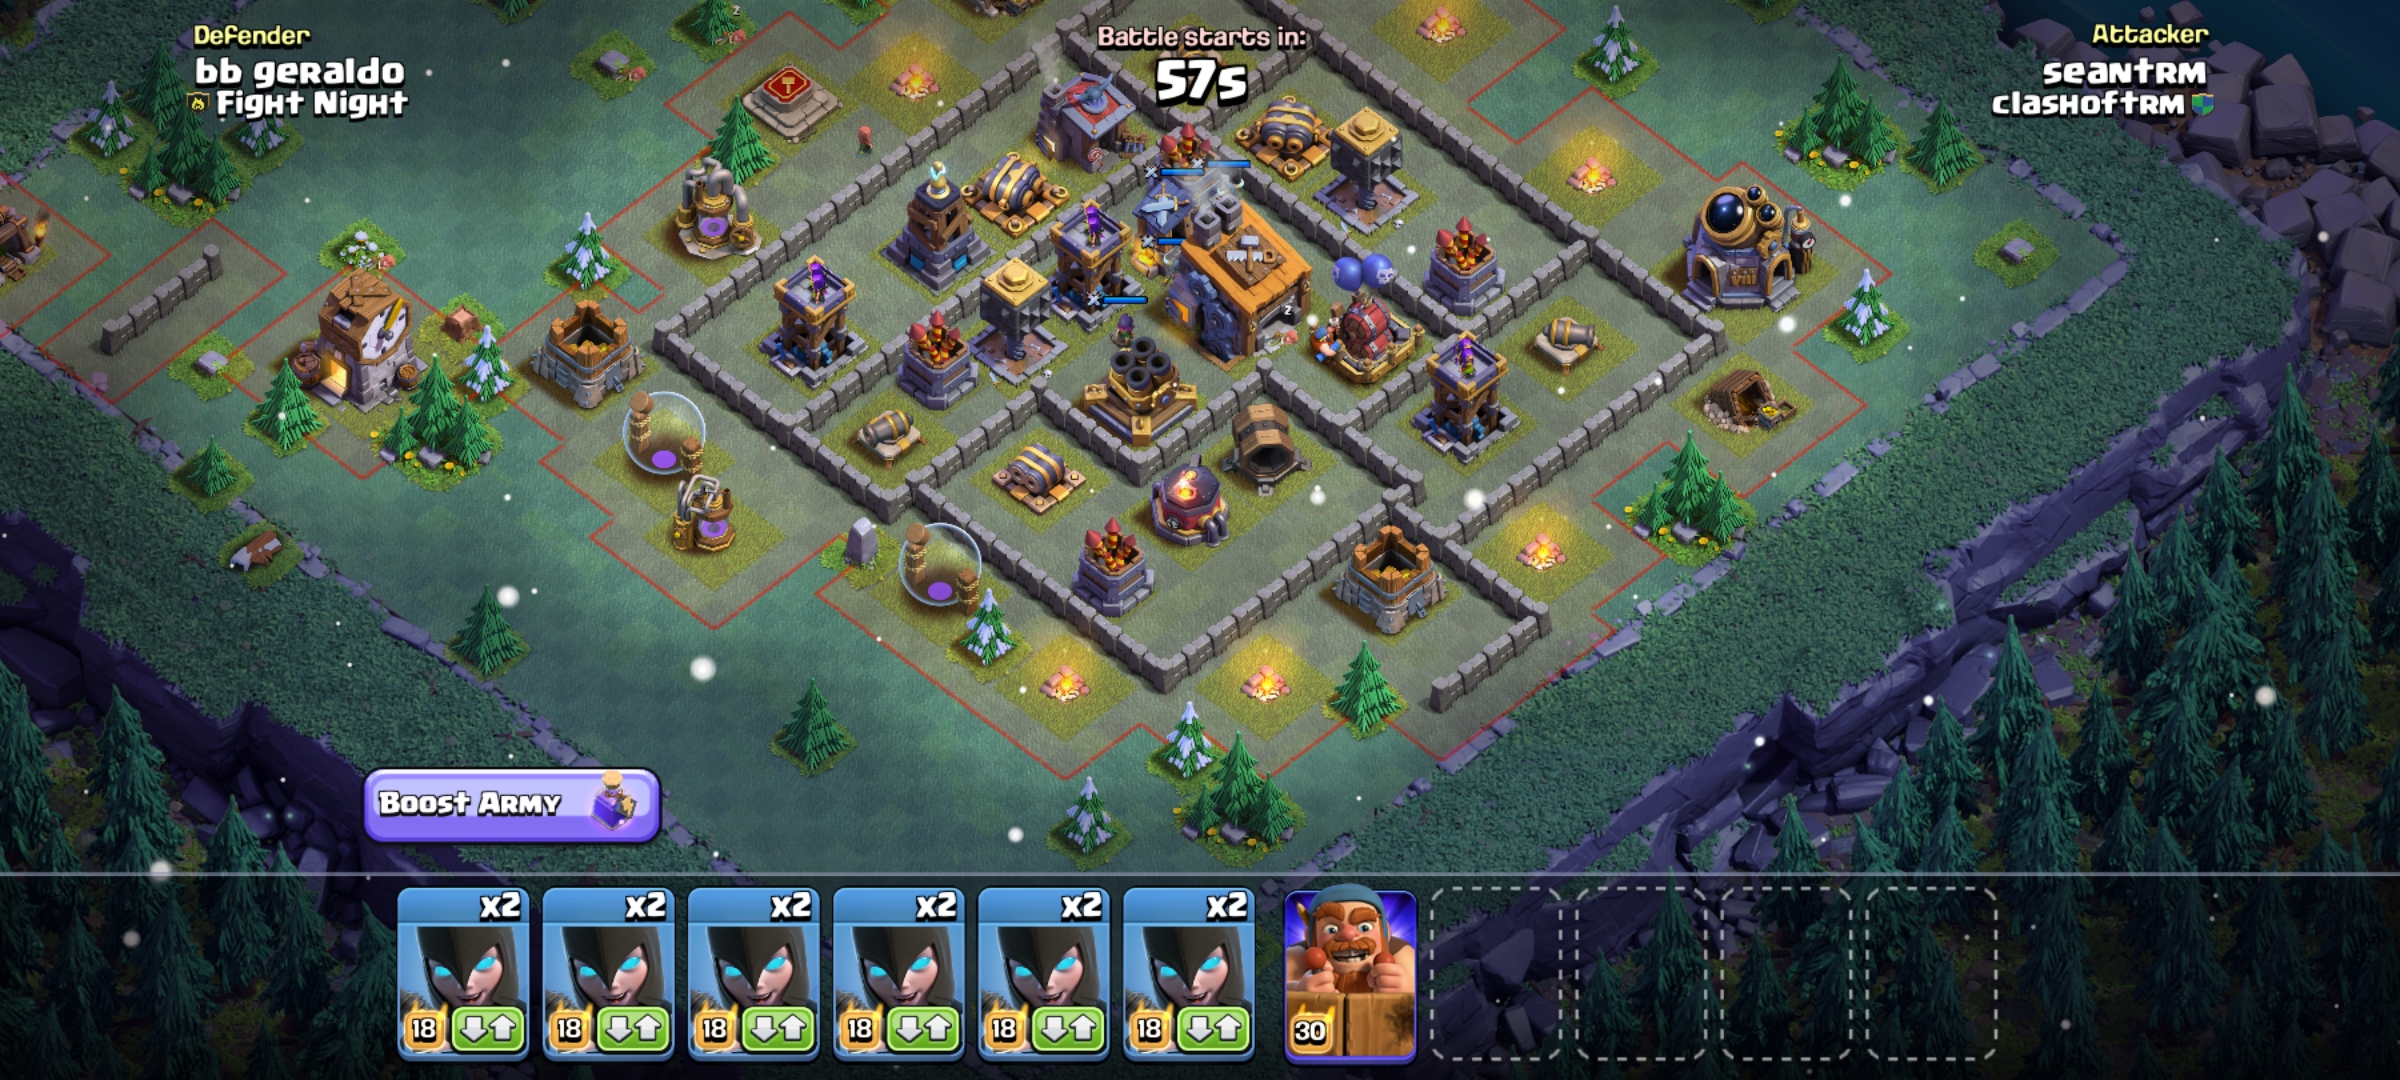 Defender
bb geraldo
Fight Night
Battle starts in:
57s
Attacker
seantrm
clashoftrm
VIII
Boost Army
x2
x2
x2
x2
x2
x2
18
18
18
18
18
18
30